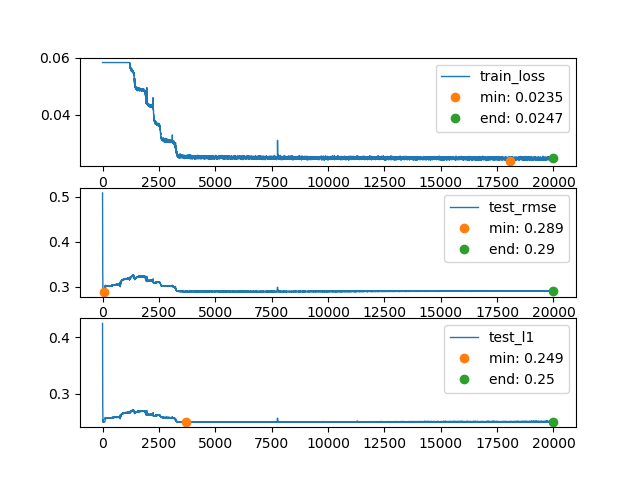 0.06
0.04
train_loss
min: 0.0235
end: 0.0247
0 2500 5000 7500 10000 12500 15000 17500 20000
0.5
0.4
0.3
test_rmse
min: 0.289
end: 0.29
0 2500 5000 7500 10000 12500 15000 17500 20000
0.4
0.3
test_l1
min: 0.249
end: 0.25
0 2500 5000 7500 10000 12500 15000 17500 20000